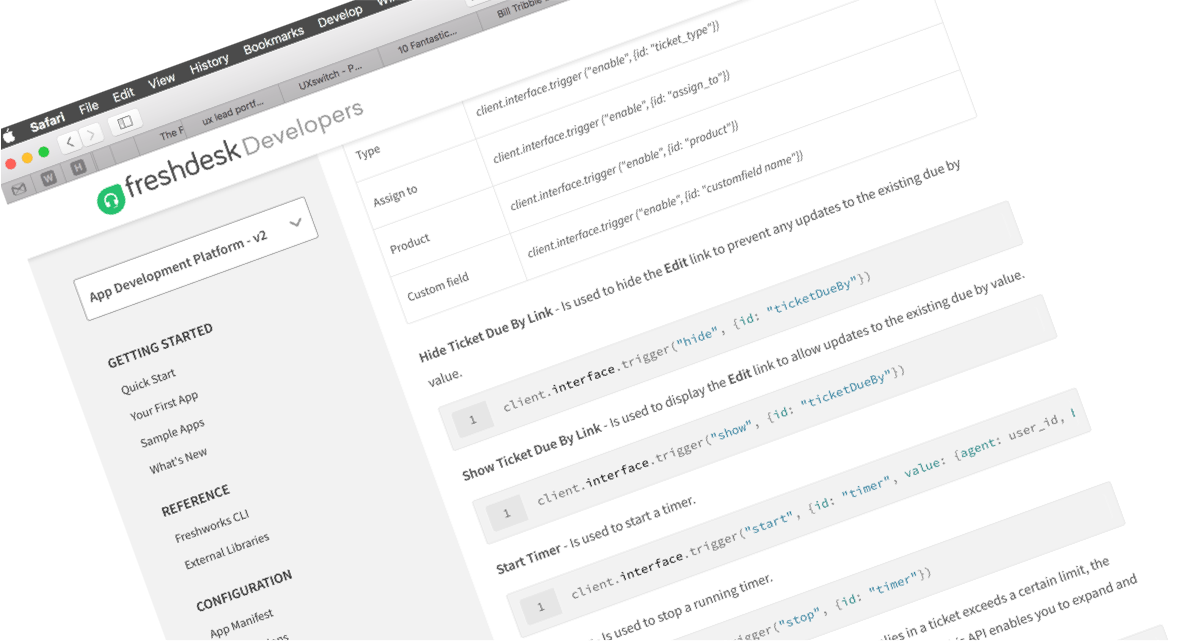 Safari File Edit View History Bookmarks Develop
The F
ux lead portf...
UXswitch - P...
10 Fantastic...
Bill Tribble
W
H
freshdesk Developers
App Development Platform - v2
GETTING STARTED
Quick Start
Your First App
Sample Apps
What's New
REFERENCE
Freshworks CLI
External Libraries
CONFIGURATION
App Manifest
client.interface.trigger ("enable", {id: "ticket_type"})
Type
client.interface.trigger ("enable", {id: "assign_to"})
Assign to
client.interface.trigger ("enable", {id: "product"})
Product
client.interface.trigger ("enable", {id: "customfield name"})
Custom field
Hide Ticket Due By Link - Is used to hide the Edit link to prevent any updates to the existing due by
value.
1 client.interface.trigger("hide", {id: "ticketDueBy"})
Show Ticket Due By Link - Is used to display the Edit link to allow updates to the existing due by value.
1 client.interface.trigger("show", {id: "ticketDueBy"})
Start Timer - Is used to start a timer.
1 client.interface.trigger("start", {id: "timer", value: {agent: user_id,
- Is used to stop a running timer.
igger("stop", {id: "timer"})
lies in a ticket exceeds a certain limit, the
API enables you to expand and